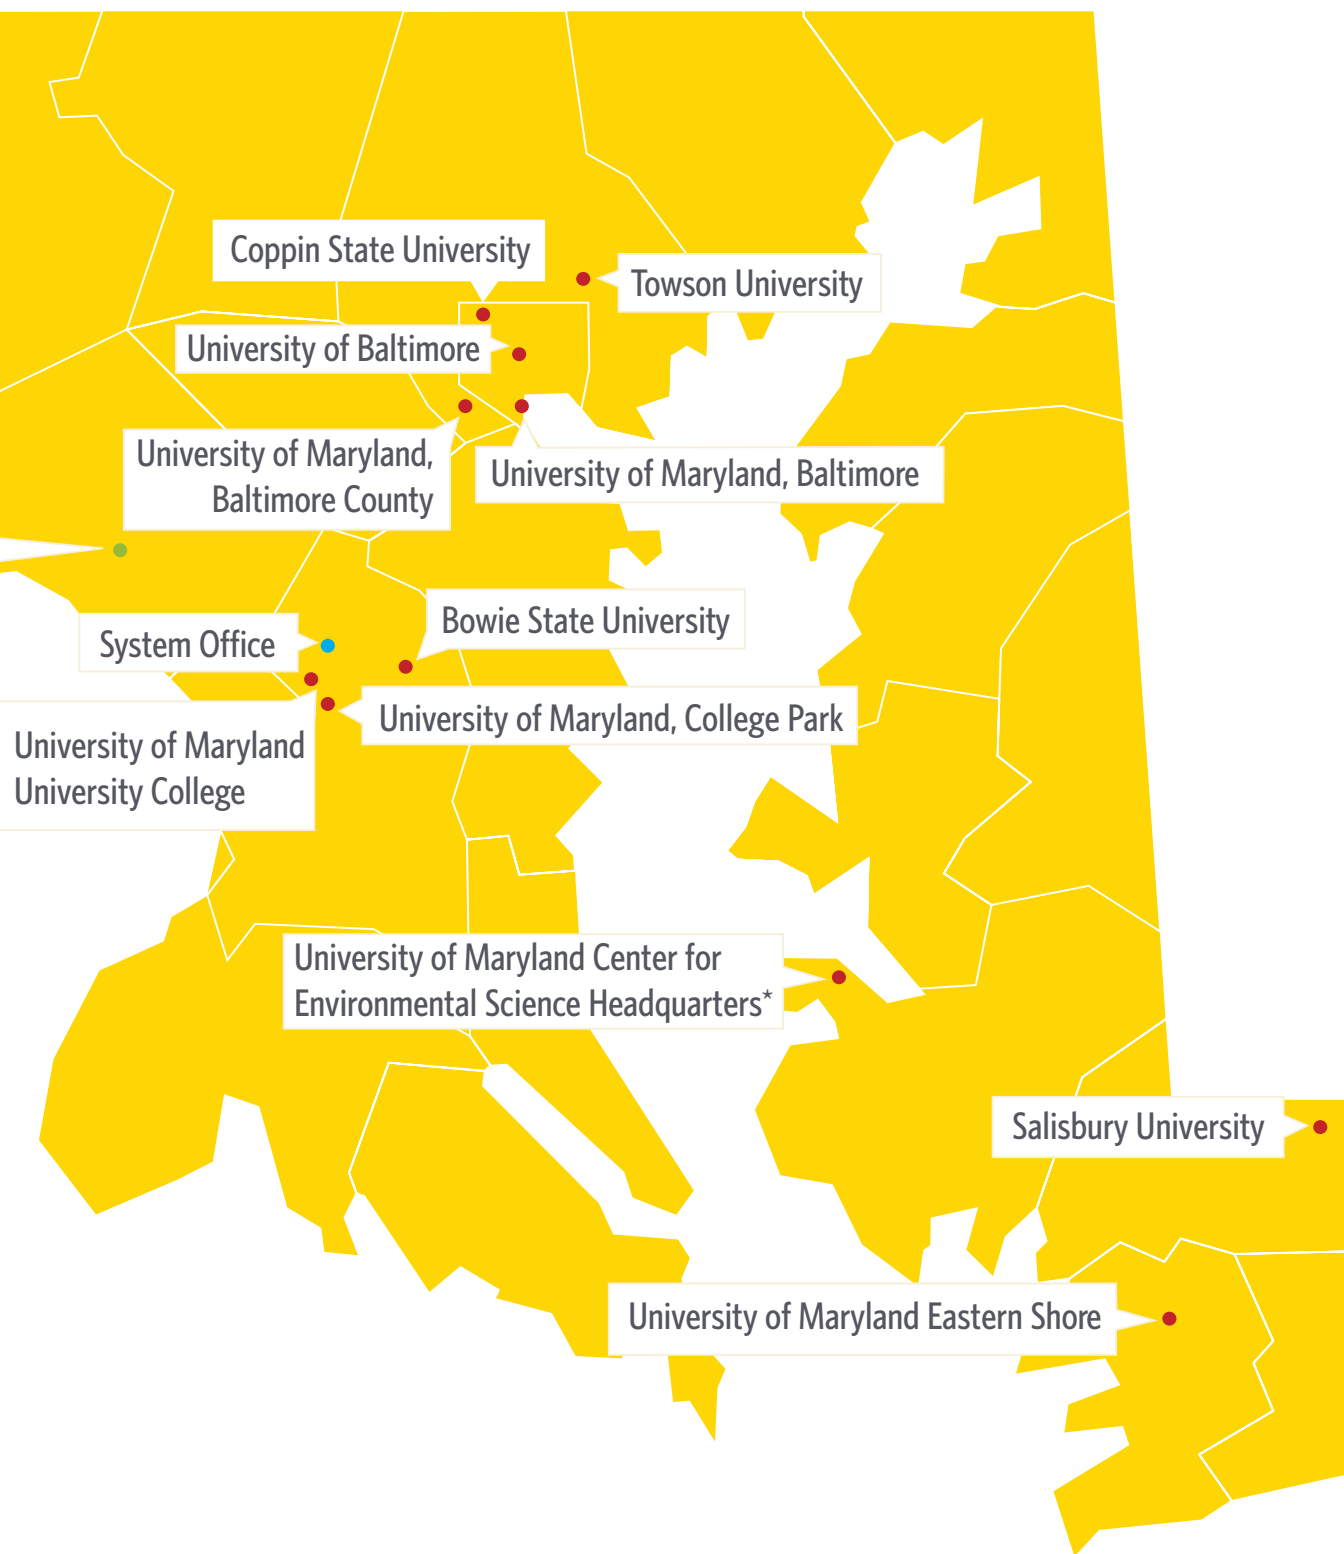 Coppin State University
Towson University
University of Baltimore
University of Maryland,
Baltimore County
University of Maryland, Baltimore
Bowie State University
System Office
University of Maryland, College Park
University of Maryland
University College
University of Maryland Center for
Environmental Science Headquarters*
Salisbury University
University of Maryland Eastern Shore